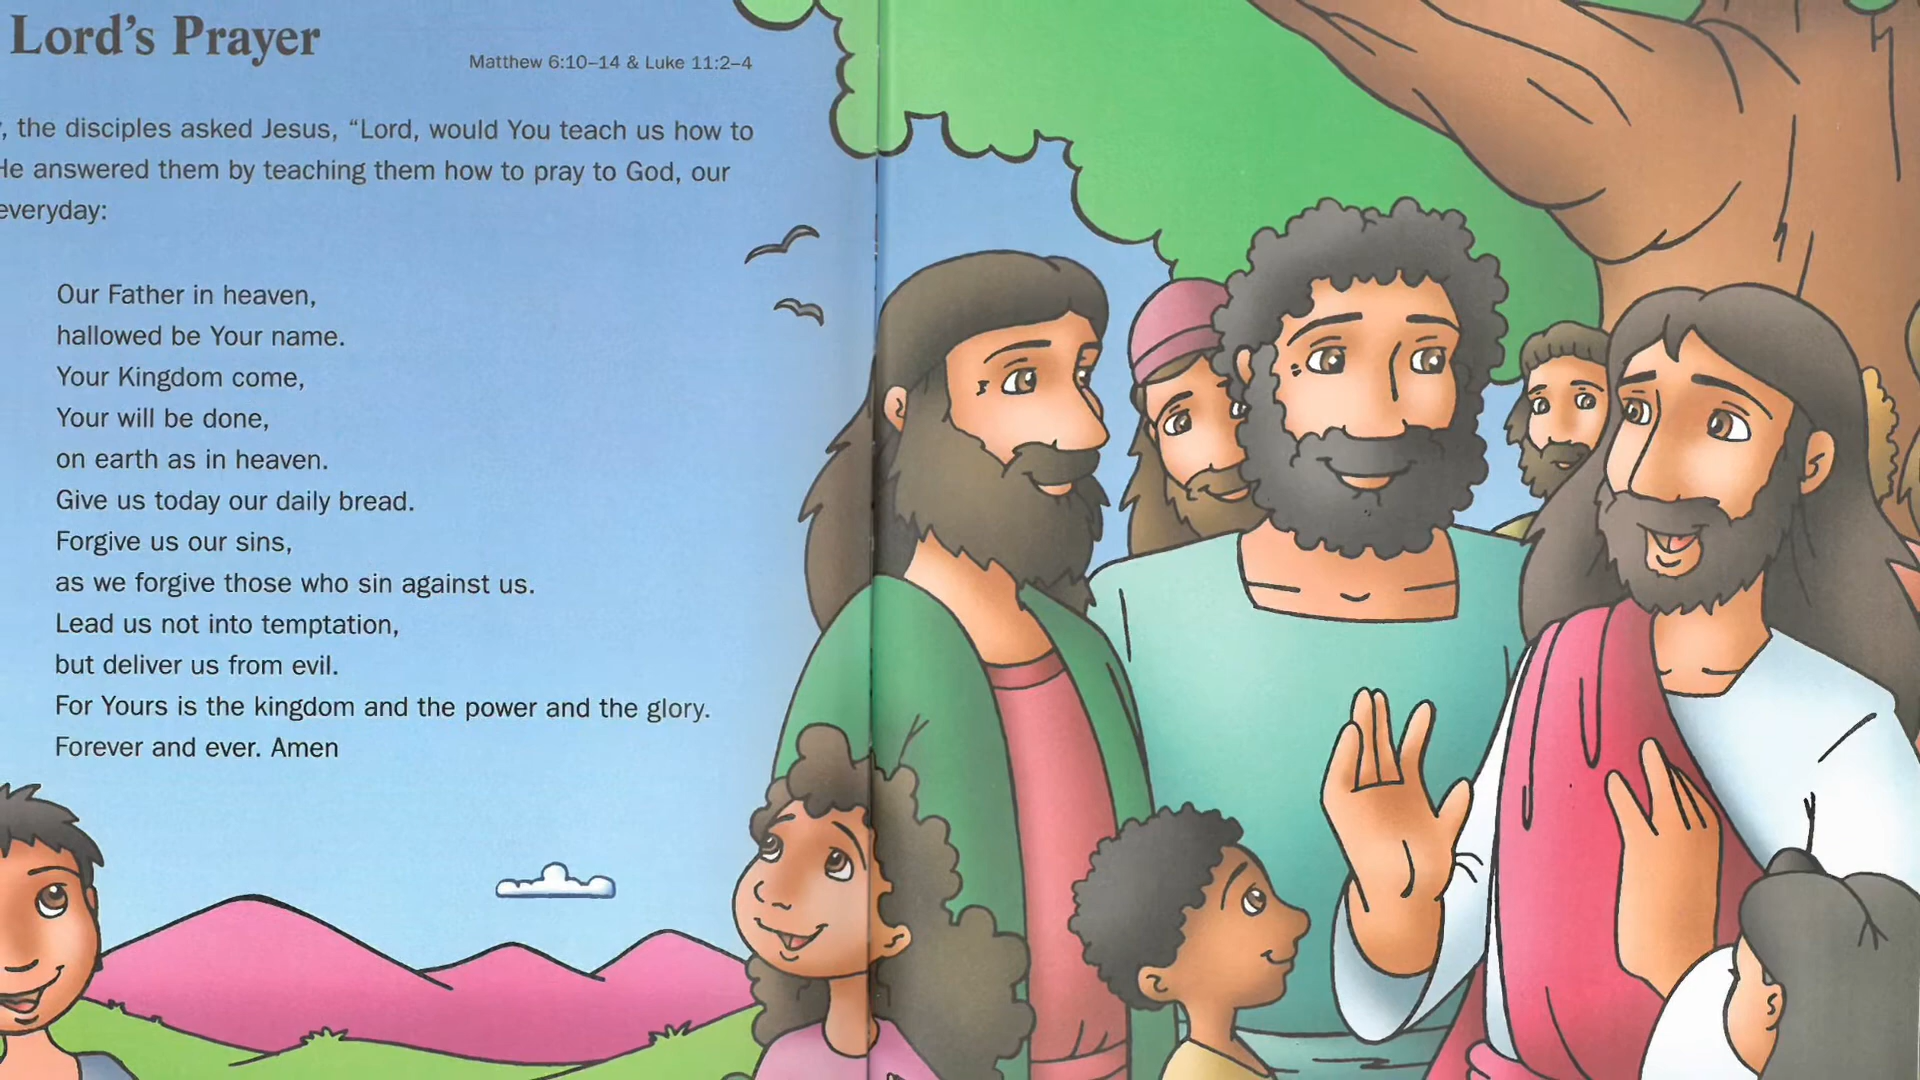 Lord's Prayer
Matthew 6:10–14 & Luke 11:2–4
, the disciples asked Jesus, “Lord, would You teach us how to
He answered them by teaching them how to pray to God, our
everyday:
Our Father in heaven,
hallowed be Your name.
Your Kingdom come,
Your will be done,
on earth as in heaven.
Give us today our daily bread.
Forgive us our sins,
as we forgive those who sin against us.
Lead us not into temptation,
but deliver us from evil.
For Yours is the kingdom and the power and the glory.
Forever and ever. Amen